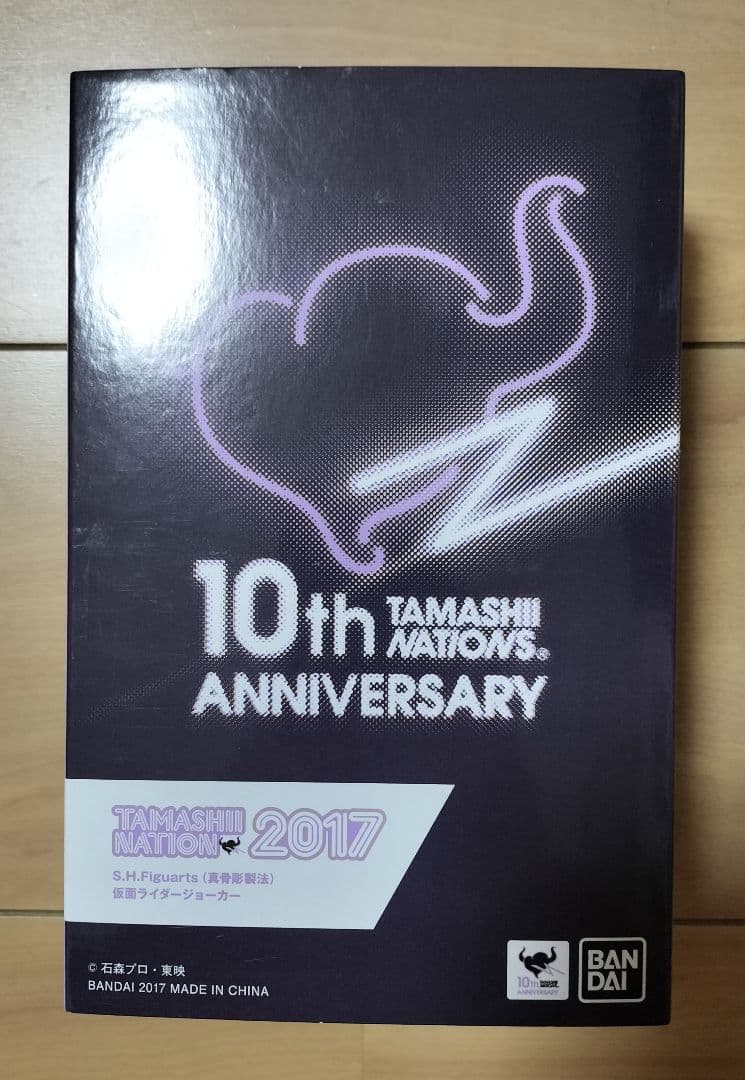 10th TAMASHII
NATIONS®
ANNIVERSARY
TAMASHII
NATION 2017
S.H.Figuarts（真骨彫製法）
仮面ライダージョーカー
© 石森プロ・東映
BANDAI 2017 MADE IN CHINA
10th
ANNIVERSARY
BAN
DAI